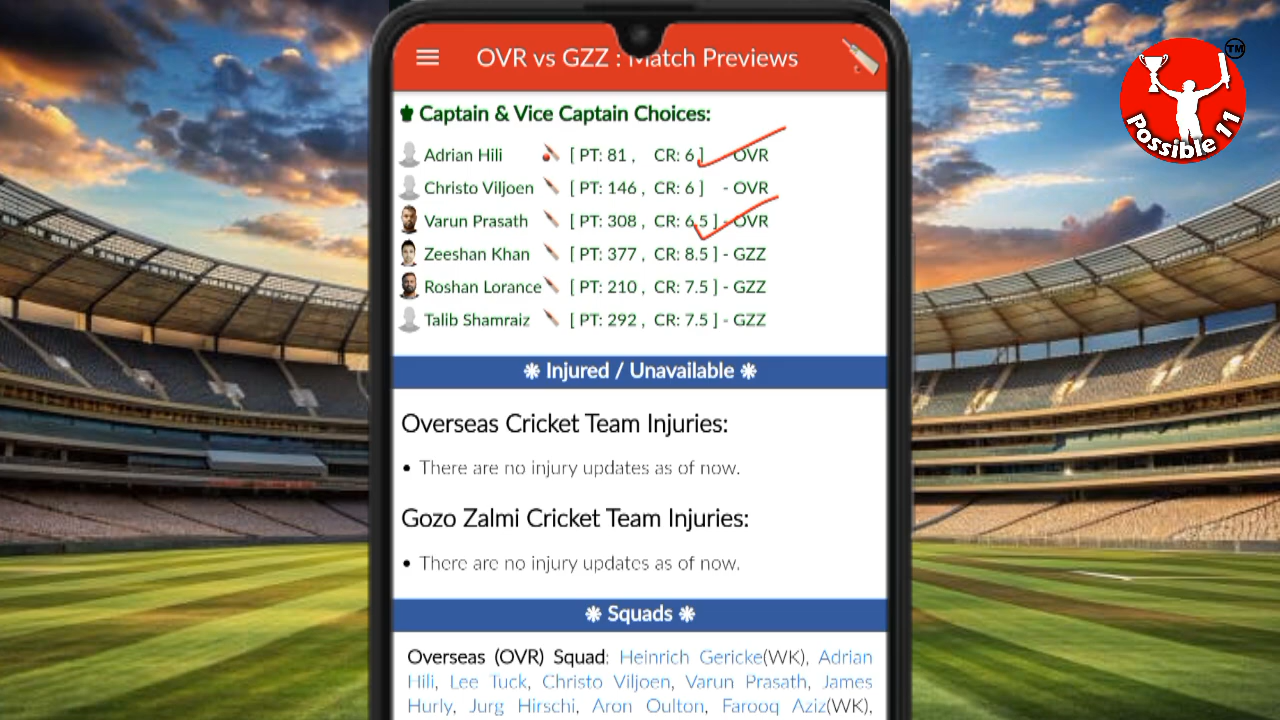 OVR vs GZZ : Match Previews
TM
Possible 11
Captain & Vice Captain Choices:
Adrian Hili [ PT: 81 , CR: 6 ] - OVR
Christo Viljoen [ PT: 146 , CR: 6 ] - OVR
Varun Prasath [ PT: 308 , CR: 6.5 ] - OVR
Zeeshan Khan [ PT: 377 , CR: 8.5 ] - GZZ
Roshan Lorance [ PT: 210 , CR: 7.5 ] - GZZ
Talib Shamraiz [ PT: 292 , CR: 7.5 ] - GZZ
❋ Injured / Unavailable ❋
Overseas Cricket Team Injuries:
• There are no injury updates as of now.
Gozo Zalmi Cricket Team Injuries:
• There are no injury updates as of now.
❋ Squads ❋
Overseas (OVR) Squad: Heinrich Gericke(WK), Adrian
Hili, Lee Tuck, Christo Viljoen, Varun Prasath, James
Hurly, Jurg Hirschi, Aron Oulton, Farooq Aziz(WK),